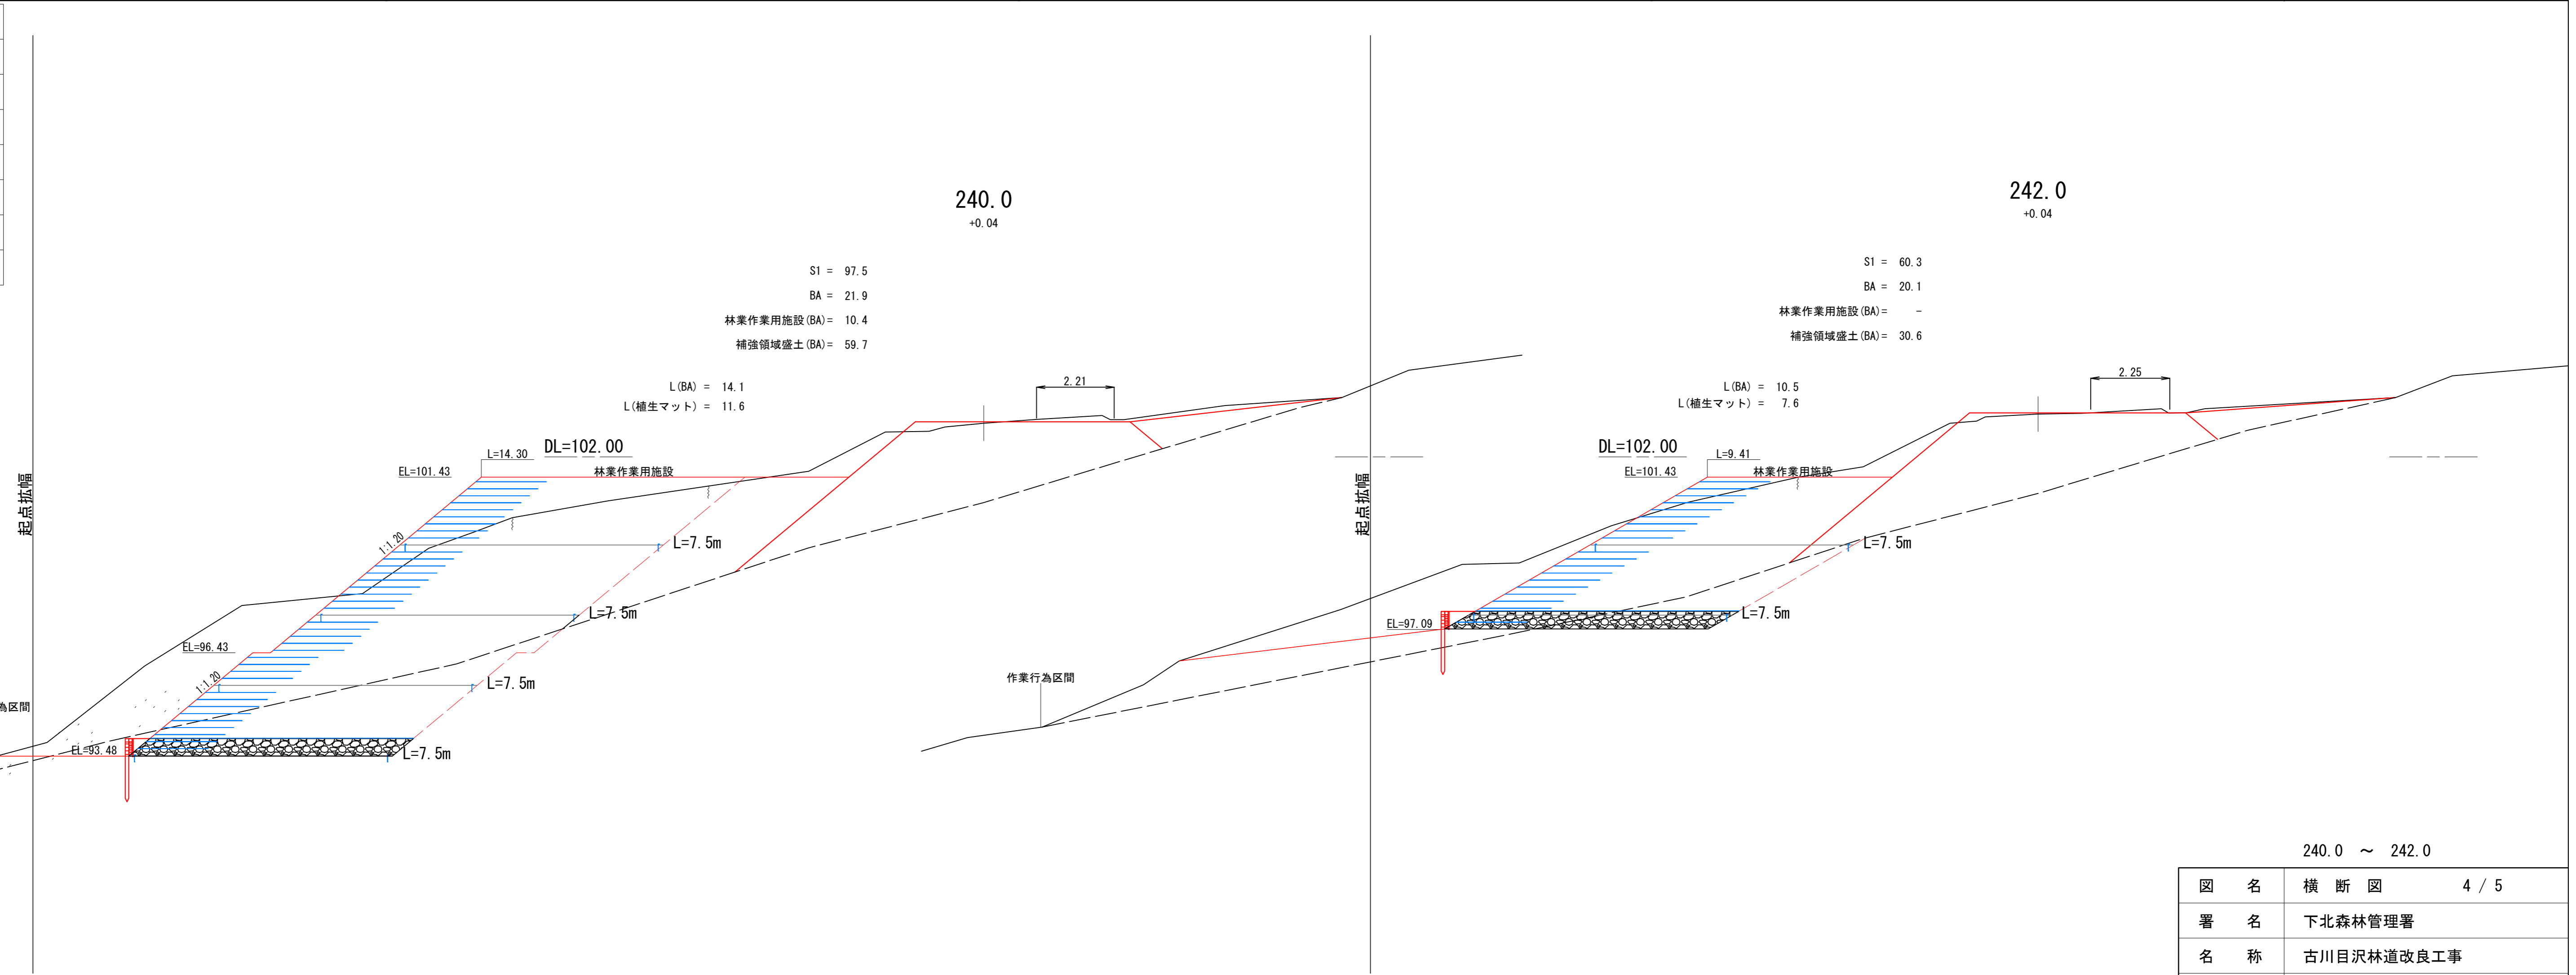 起点拡幅
為区間
240.0
+0.04
S1 = 97.5
BA = 21.9
林業作業用施設(BA)= 10.4
補強領域盛土(BA)= 59.7
L(BA) = 14.1
L(植生マット) = 11.6
2.21
DL=102.00
L=14.30
EL=101.43
林業作業用施設
1:1.20
L=7.5m
L=7.5m
EL=96.43
1:1.20
L=7.5m
EL=93.48
L=7.5m
起点拡幅
242.0
+0.04
S1 = 60.3
BA = 20.1
林業作業用施設(BA)= -
補強領域盛土(BA)= 30.6
L(BA) = 10.5
L(植生マット) = 7.6
2.25
DL=102.00
L=9.41
EL=101.43
林業作業用施設
L=7.5m
EL=97.09
L=7.5m
作業行為区間
240.0 ～ 242.0
図 名 横 断 図 4 / 5
署 名 下北森林管理署
名 称 古川目沢林道改良工事